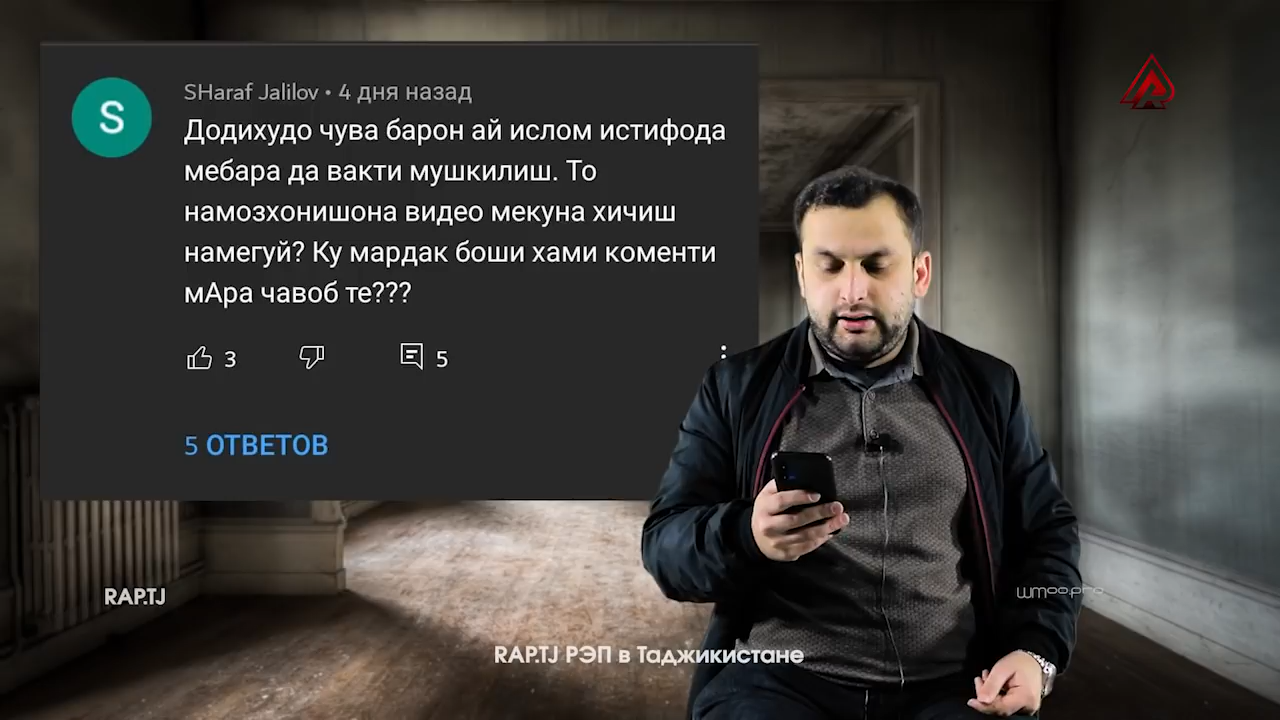 S
SHaraf Jalilov • 4 дня назад
Додихудо чува барон ай ислом истифода
мебара да вакти мушкилиш. То
намозхонишона видео мекуна хичиш
намегуй? Ку мардак боши хами коменти
мАра чавоб те???
3
5
5 ОТВЕТОВ
RAP.TJ
wmoo.pro
RAP.TJ РЭП в Таджикистане